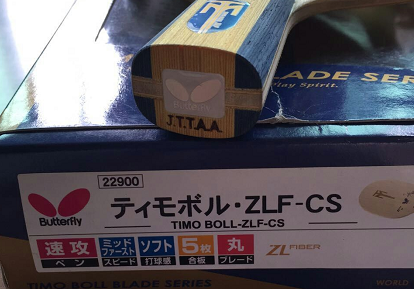 BLADE SERIES
Play Spirit.
J.T.T.A.A.
22900
Butterfly
ティモボル・ZLF-CS
TIMO BOLL-ZLF-CS
速攻 ミッドファースト ソフト 5枚 丸
ペン スピード 打球感 合板 ブレード
ZL FIBER
TIMO BOLL BLADE SERIES
WORLD